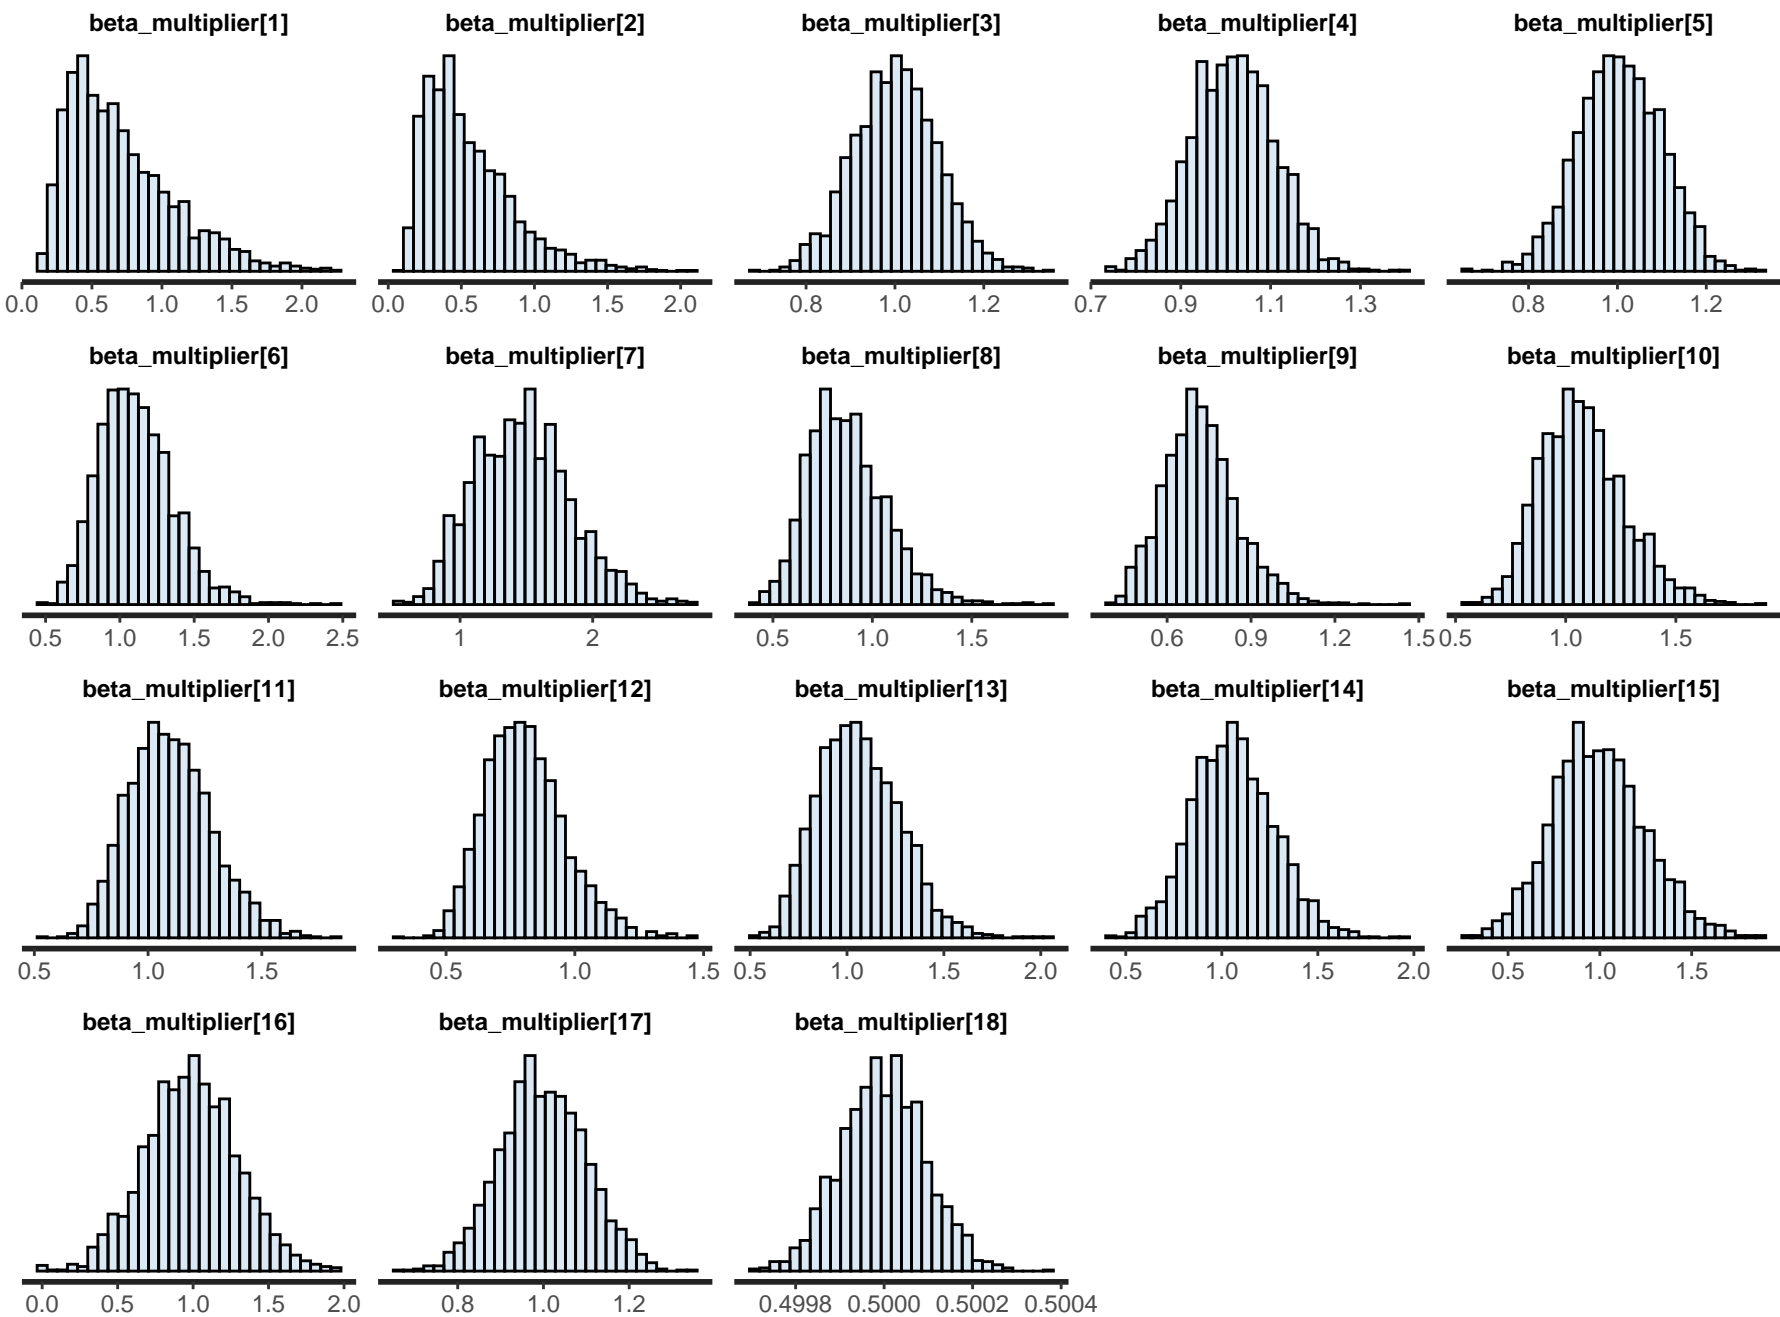 beta_multiplier[1] beta_multiplier[2] beta_multiplier[3] beta_multiplier[4] beta_multiplier[5]
0.0 0.5 1.0 1.5 2.0 0.0 0.5 1.0 1.5 2.0 0.8 1.0 1.2 0.7 0.9 1.1 1.3 0.8 1.0 1.2
beta_multiplier[6] beta_multiplier[7] beta_multiplier[8] beta_multiplier[9] beta_multiplier[10]
0.5 1.0 1.5 2.0 2.5 1 2 0.5 1.0 1.5 0.6 0.9 1.2 1.5 0.5 1.0 1.5
beta_multiplier[11] beta_multiplier[12] beta_multiplier[13] beta_multiplier[14] beta_multiplier[15]
0.5 1.0 1.5 0.5 1.0 1.5 0.5 1.0 1.5 2.0 0.5 1.0 1.5 2.0 0.5 1.0 1.5
beta_multiplier[16] beta_multiplier[17] beta_multiplier[18]
0.0 0.5 1.0 1.5 2.0 0.8 1.0 1.2 0.4998 0.5000 0.5002 0.5004